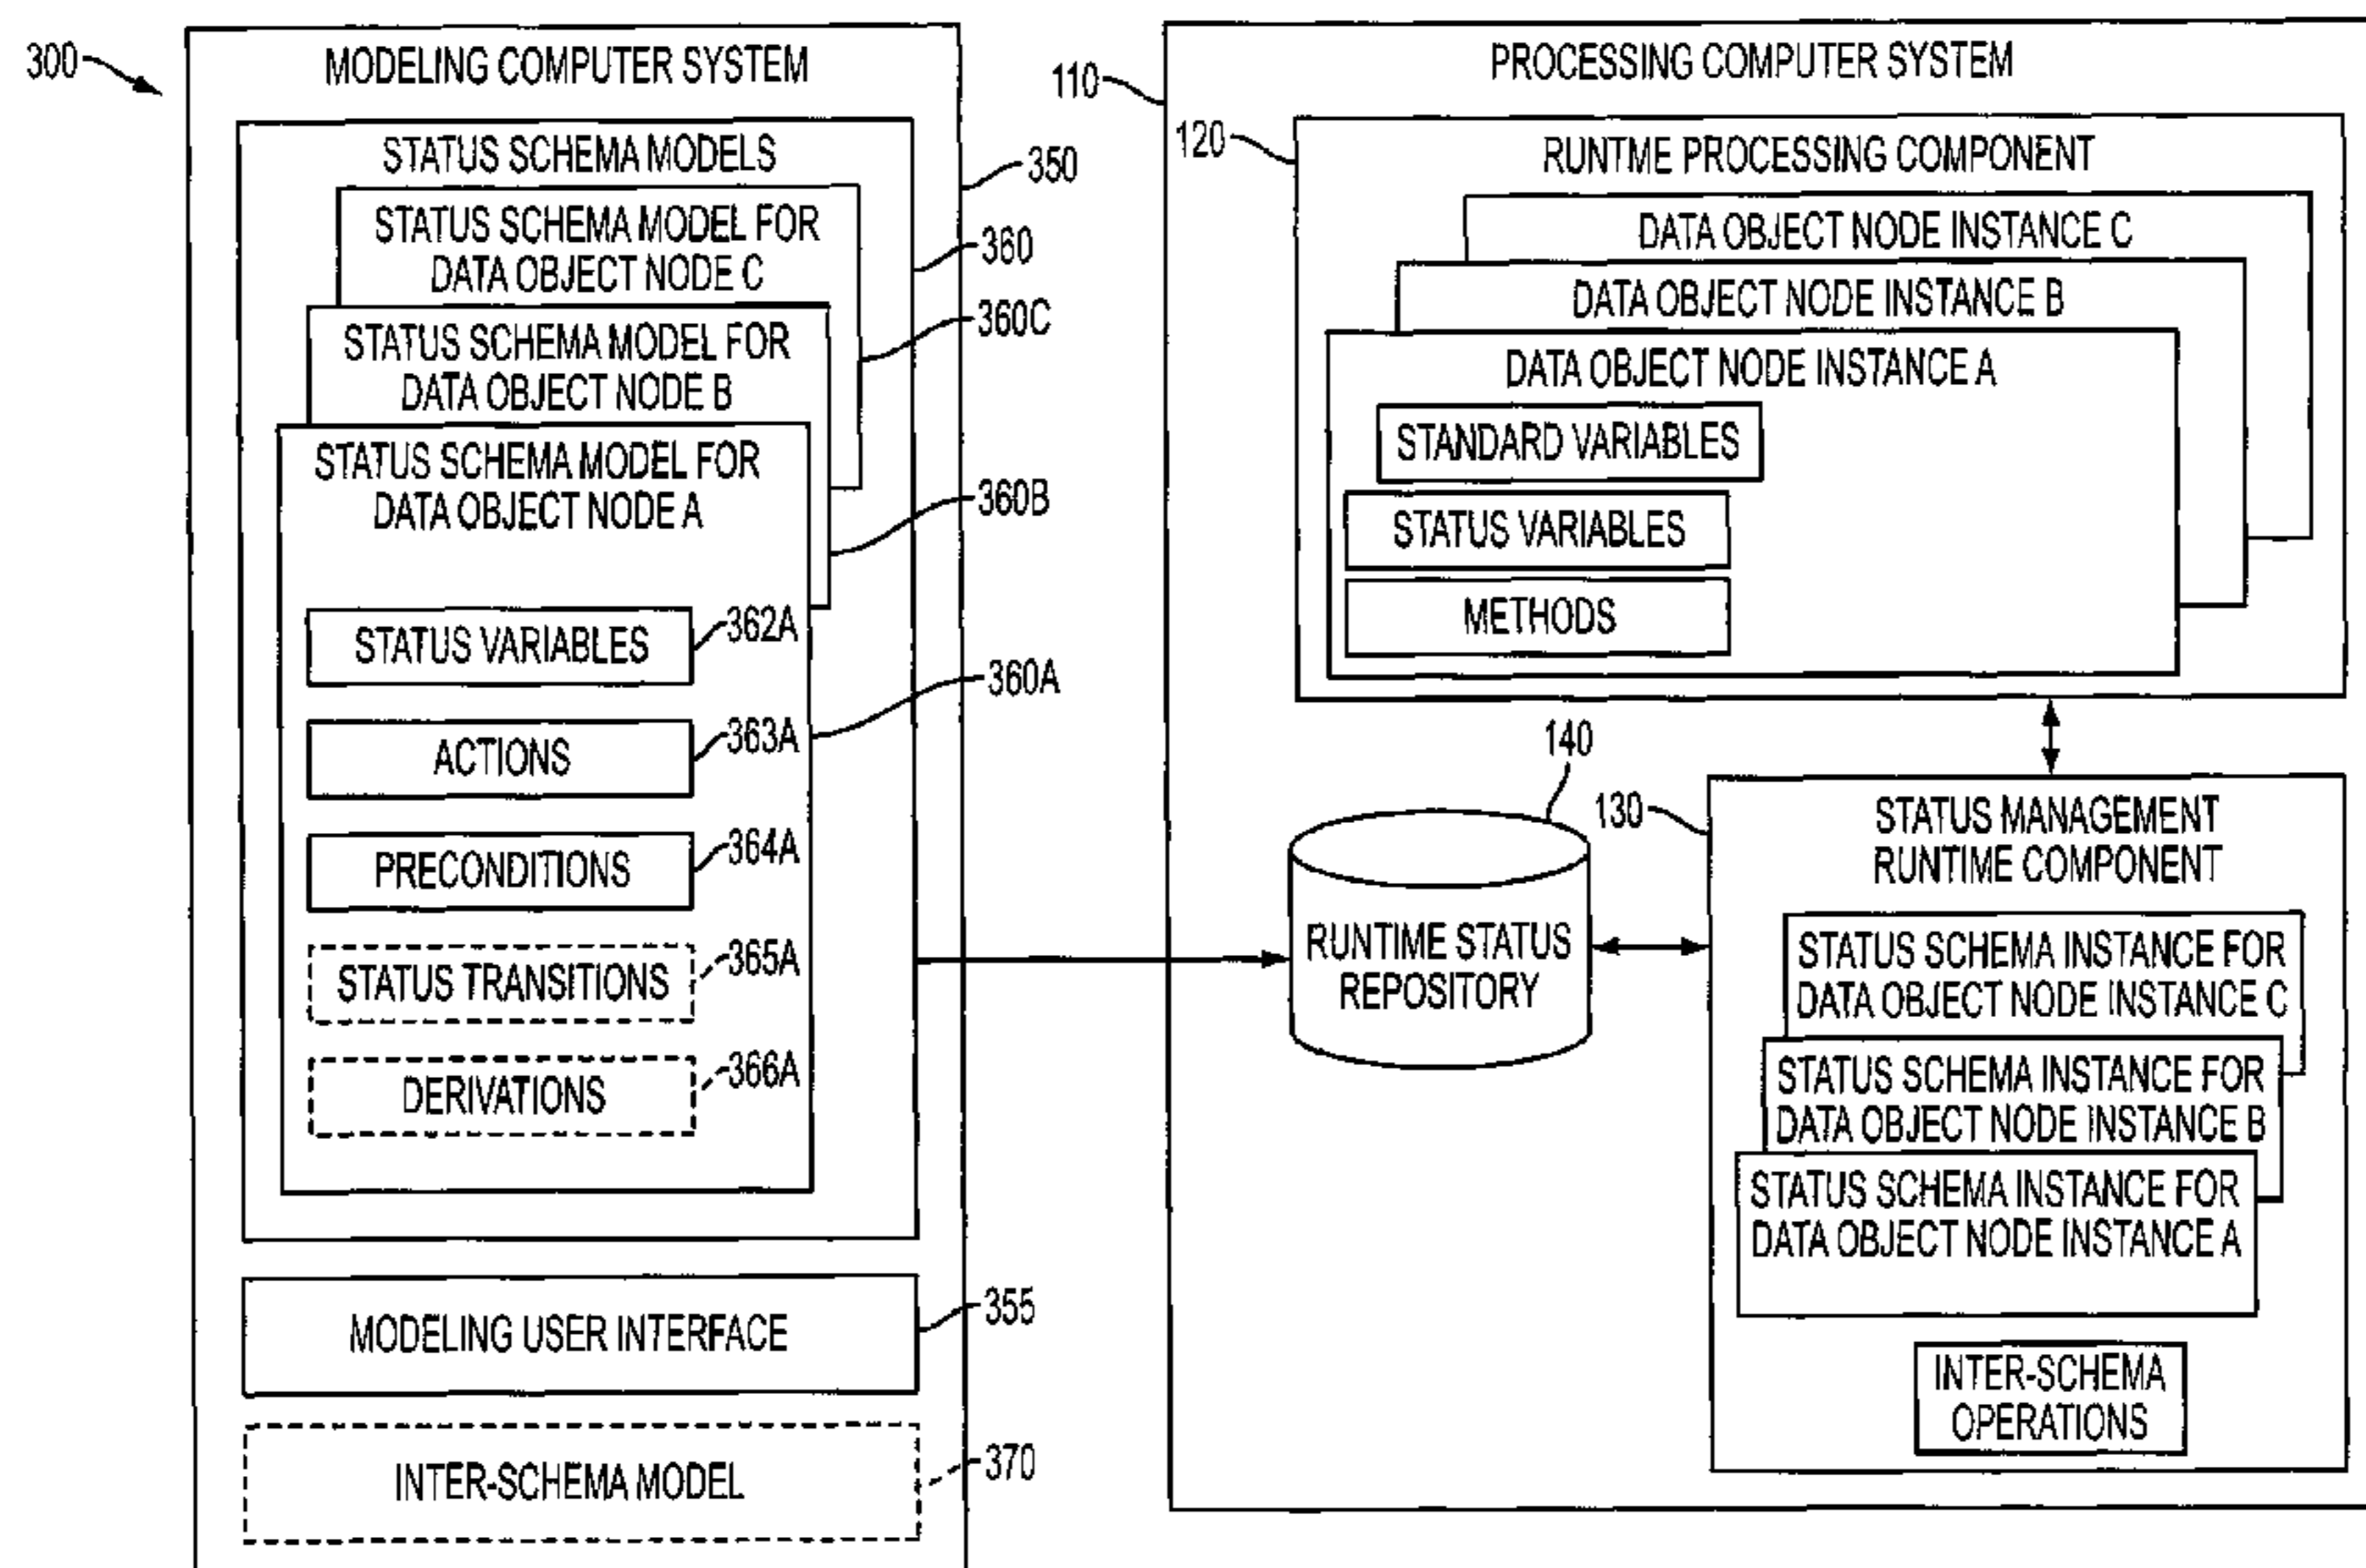 300
MODELING COMPUTER SYSTEM
STATUS SCHEMA MODELS
350
STATUS SCHEMA MODEL FOR
DATA OBJECT NODE C
360
360C
STATUS SCHEMA MODEL FOR
DATA OBJECT NODE B
STATUS SCHEMA MODEL FOR
DATA OBJECT NODE A
360B
STATUS VARIABLES
362A
360A
ACTIONS
363A
PRECONDITIONS
364A
STATUS TRANSITIONS
365A
DERIVATIONS
366A
MODELING USER INTERFACE
355
INTER-SCHEMA MODEL
370
PROCESSING COMPUTER SYSTEM
110
120
RUNTME PROCESSING COMPONENT
DATA OBJECT NODE INSTANCE C
DATA OBJECT NODE INSTANCE B
DATA OBJECT NODE INSTANCE A
STANDARD VARIABLES
STATUS VARIABLES
METHODS
140
RUNTIME STATUS
REPOSITORY
130
STATUS MANAGEMENT
RUNTIME COMPONENT
STATUS SCHEMA INSTANCE FOR
DATA OBJECT NODE INSTANCE C
STATUS SCHEMA INSTANCE FOR
DATA OBJECT NODE INSTANCE B
STATUS SCHEMA INSTANCE FOR
DATA OBJECT NODE INSTANCE A
INTER-SCHEMA
OPERATIONS